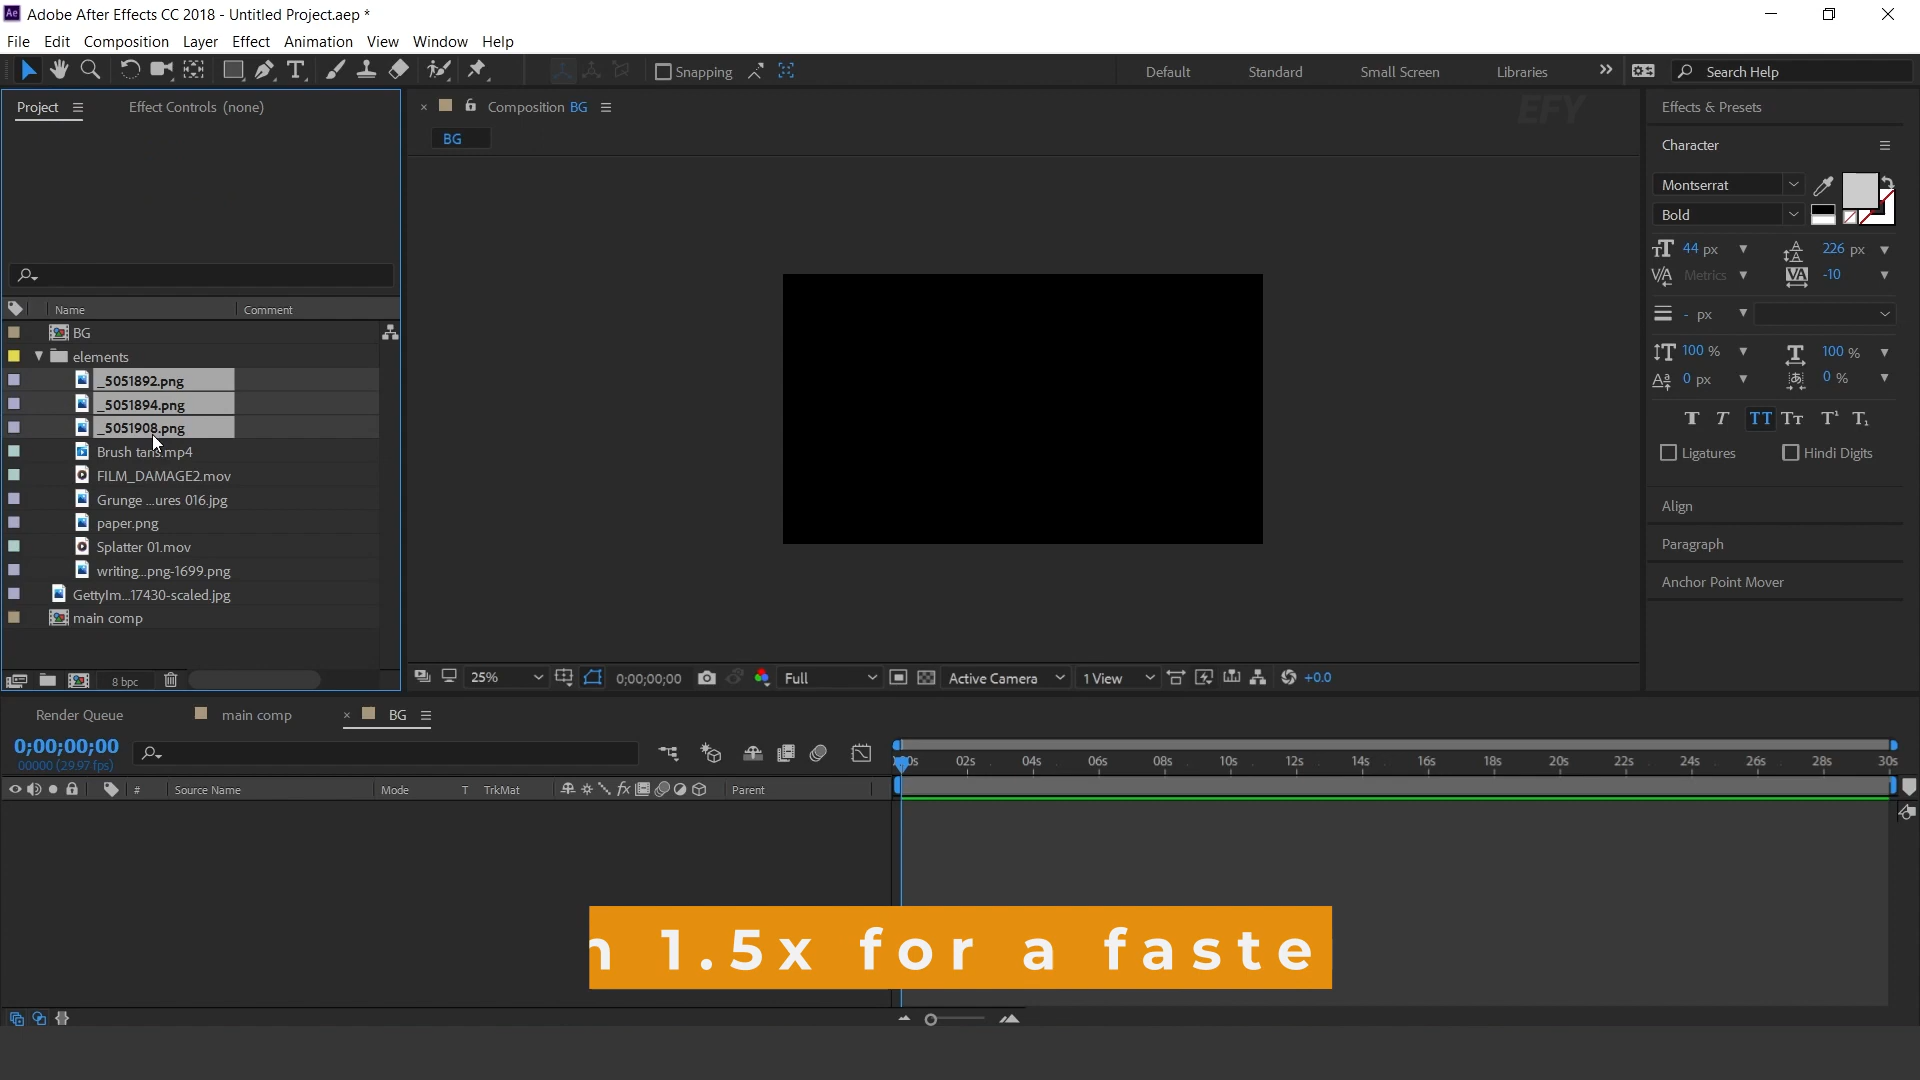 Ae Adobe After Effects CC 2018 - Untitled Project.aep *
File Edit Composition Layer Effect Animation View Window Help
Snapping Default Standard Small Screen Libraries Search Help
Project Effect Controls (none) Composition BG EFY Effects & Presets
BG
Character
Montserrat
Bold
44 px 226 px
Metrics -10
- px
100 % 100 %
0 px 0 %
TT Tt
Ligatures Hindi Digits
Align
Paragraph
Anchor Point Mover
Name Comment
BG
elements
_5051892.png
_5051894.png
_5051908.png
Brush tans.mp4
FILM_DAMAGE2.mov
Grunge ...ures 016.jpg
paper.png
Splatter 01.mov
writing...png-1699.png
GettyIm...17430-scaled.jpg
main comp
8 bpc
25% 0;00;00;00 Full Active Camera 1 View +0.0
Render Queue main comp BG
0;00;00;00
00000 (29.97 fps)
02s 04s 06s 08s 10s 12s 14s 16s 18s 20s 22s 24s 26s 28s 30s
# Source Name Mode T TrkMat fx Parent
1.5x for a faste